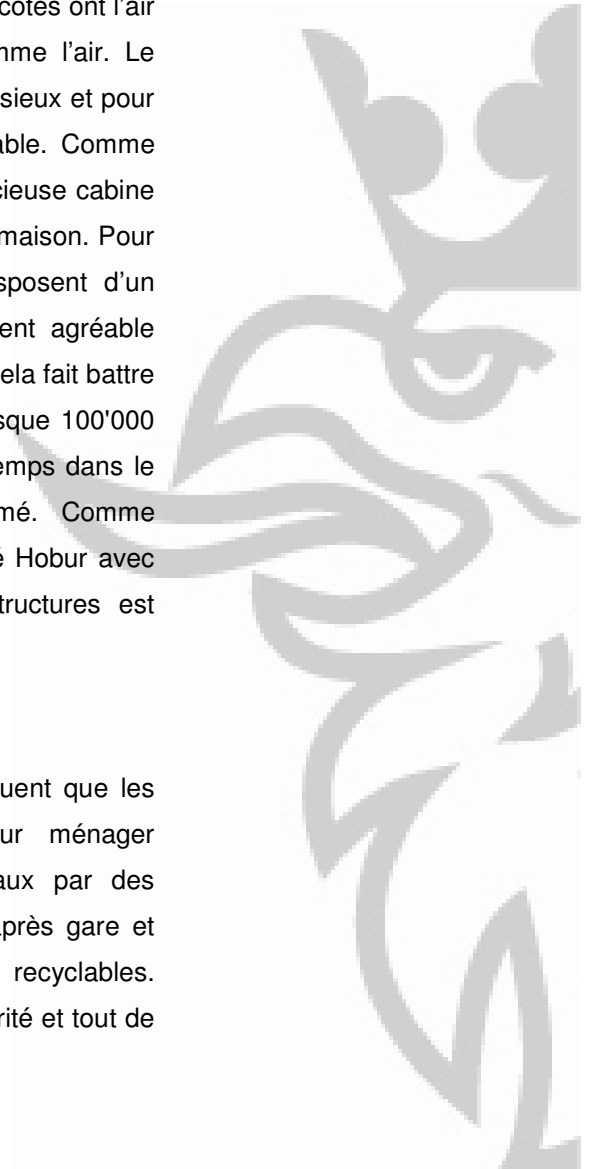 côtés ont l’air
mme l’air. Le
sieux et pour
able. Comme
cieuse cabine
maison. Pour
sposent d’un
ent agréable
ela fait battre
sque 100'000
emps dans le
mé. Comme
é Hobur avec
tructures est
uent que les
ur ménager
aux par des
après gare et
recyclables.
rité et tout de